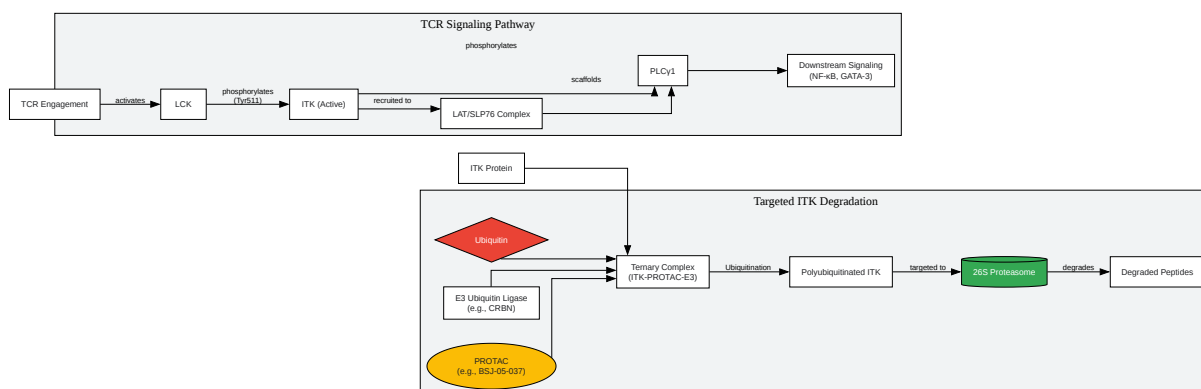 TCR Signaling Pathway
phosphorylates
scaffolds
PLCγ1
Downstream Signaling
(NF-κB, GATA-3)
TCR Engagement
activates
LCK
phosphorylates
(Tyr511)
ITK (Active)
recruited to
LAT/SLP76 Complex
ITK Protein
Targeted ITK Degradation
Ubiquitin
E3 Ubiquitin Ligase
(e.g., CRBN)
PROTAC
(e.g., BSJ-05-037)
Ternary Complex
(ITK-PROTAC-E3)
Ubiquitination
Polyubiquitinated ITK
targeted to
26S Proteasome
degrades
Degraded Peptides